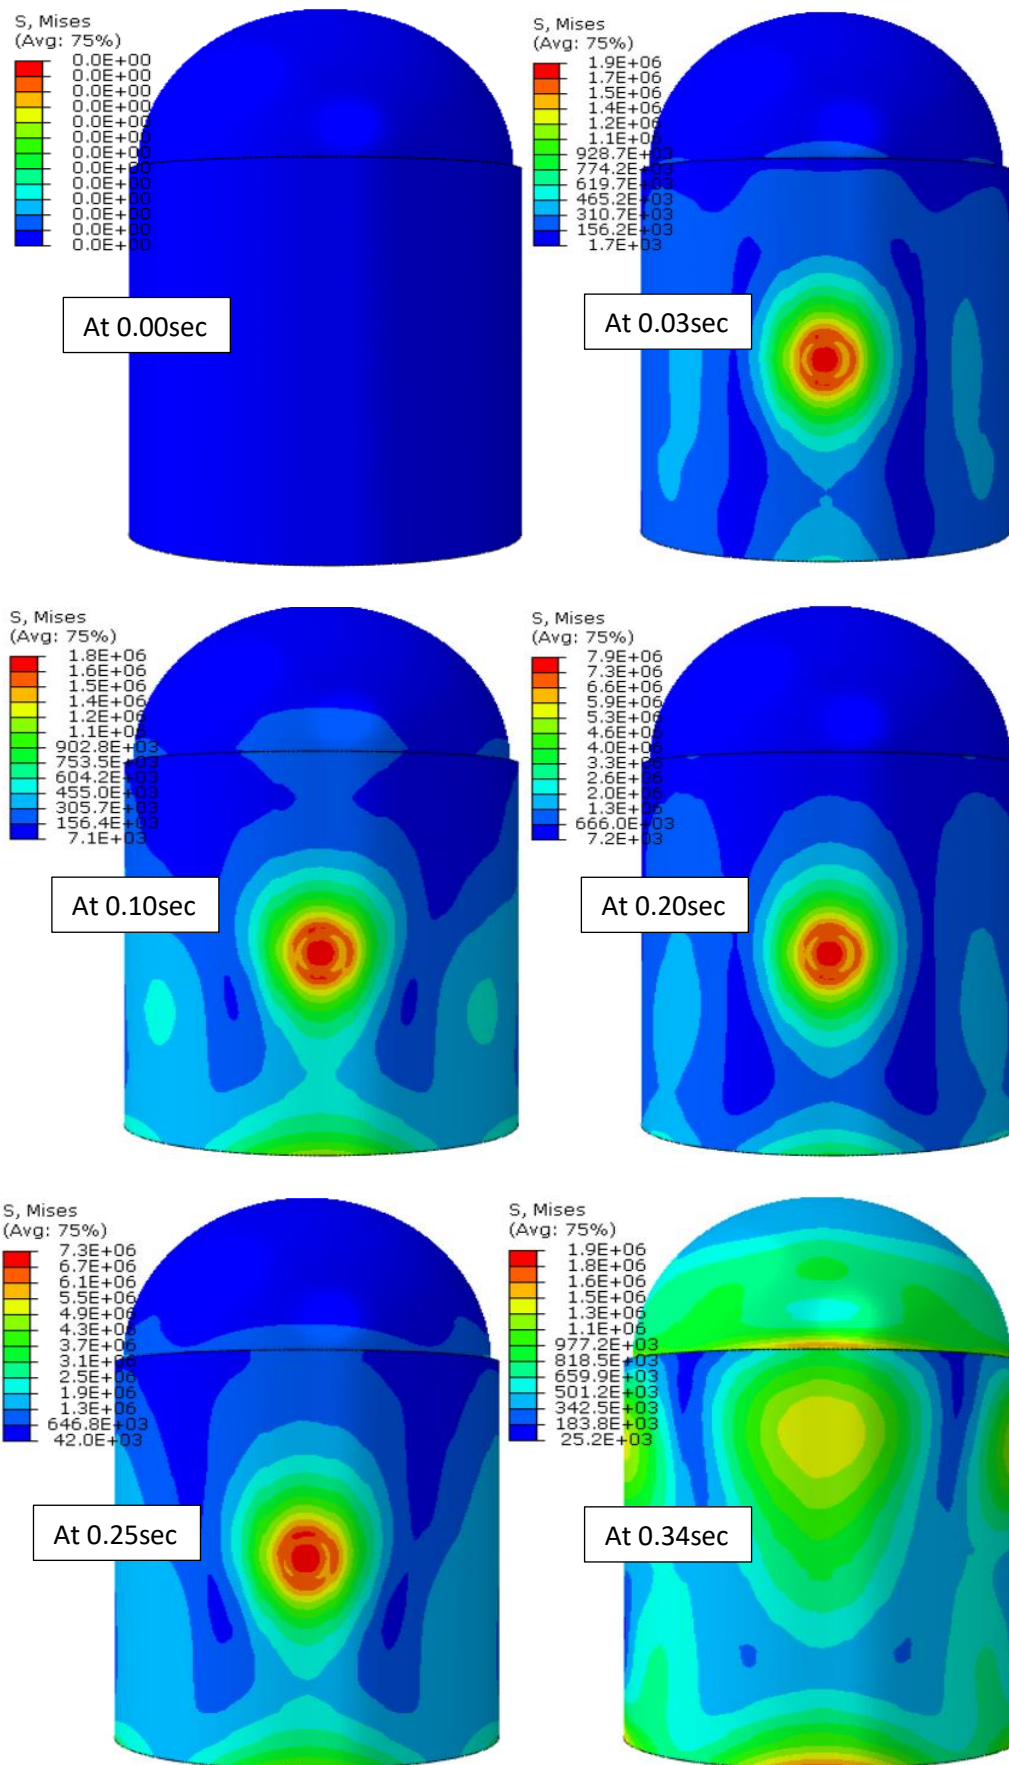 S, Mises
(Avg: 75%)
0.0E+00
0.0E+00
0.0E+00
0.0E+00
0.0E+00
0.0E+00
0.0E+00
0.0E+00
0.0E+00
0.0E+00
0.0E+00
0.0E+00
0.0E+00
At 0.00sec
S, Mises
(Avg: 75%)
1.9E+06
1.7E+06
1.5E+06
1.4E+06
1.2E+06
1.1E+06
928.7E+03
774.2E+03
619.7E+03
465.2E+03
310.7E+03
156.2E+03
1.7E+03
At 0.03sec
S, Mises
(Avg: 75%)
1.8E+06
1.6E+06
1.5E+06
1.4E+06
1.2E+06
1.1E+06
902.8E+03
753.5E+03
604.2E+03
455.0E+03
305.7E+03
156.4E+03
7.1E+03
At 0.10sec
S, Mises
(Avg: 75%)
7.9E+06
7.3E+06
6.6E+06
5.9E+06
5.3E+06
4.6E+06
4.0E+06
3.3E+06
2.6E+06
2.0E+06
1.3E+06
666.0E+03
7.2E+03
At 0.20sec
S, Mises
(Avg: 75%)
7.3E+06
6.7E+06
6.1E+06
5.5E+06
4.9E+06
4.3E+06
3.7E+06
3.1E+06
2.5E+06
1.9E+06
1.3E+06
646.8E+03
42.0E+03
At 0.25sec
S, Mises
(Avg: 75%)
1.9E+06
1.8E+06
1.6E+06
1.5E+06
1.3E+06
1.1E+06
977.2E+03
818.5E+03
659.9E+03
501.2E+03
342.5E+03
183.8E+03
25.2E+03
At 0.34sec